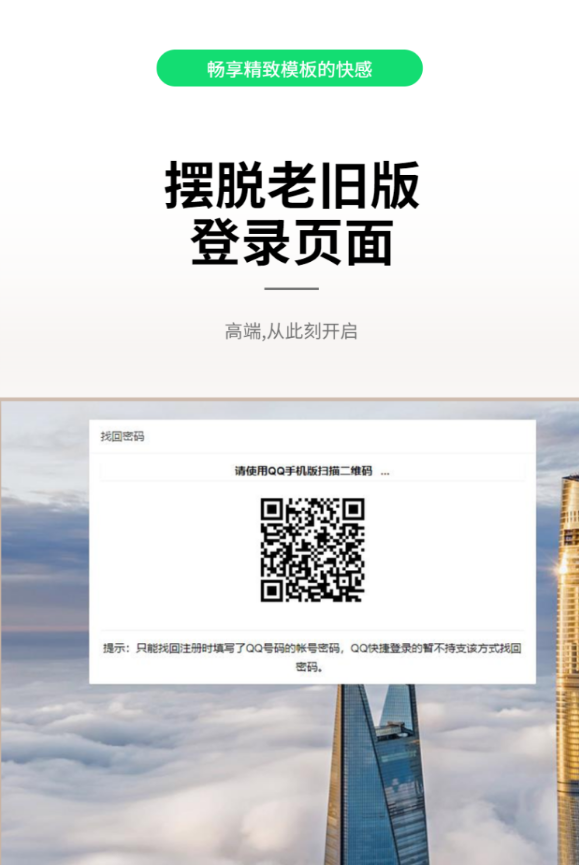 畅享精致模板的快感
摆脱老旧版
登录页面
高端,从此刻开启
找回密码
请使用QQ手机版扫描二维码 ...
提示：只能找回注册时填写了QQ号码的帐号密码，QQ快捷登录的暂不持支该方式找回
密码。